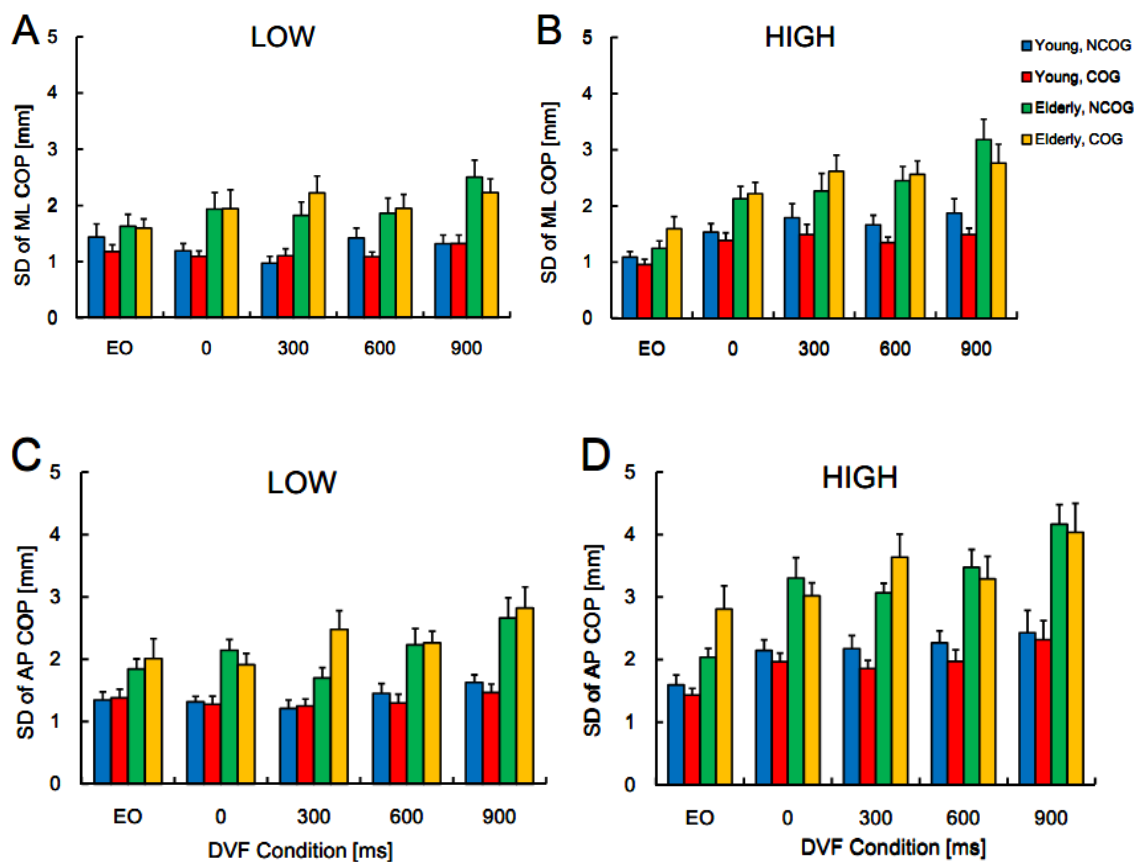 A
LOW
SD of ML COP [mm]
5
4
3
2
1
0
EO 0 300 600 900
B
HIGH
SD of ML COP [mm]
5
4
3
2
1
0
EO 0 300 600 900
Young, NCOG
Young, COG
Elderly, NCOG
Elderly, COG
C
LOW
SD of AP COP [mm]
5
4
3
2
1
0
EO 0 300 600 900
DVF Condition [ms]
D
HIGH
SD of AP COP [mm]
5
4
3
2
1
0
EO 0 300 600 900
DVF Condition [ms]